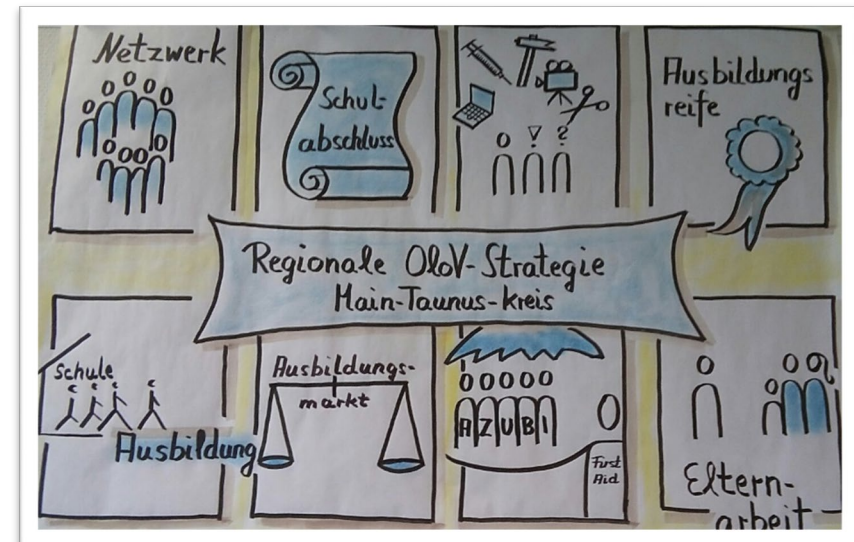 Netzwerk
Schul-
abschluss
! ?
Ausbildungs
reife
Regionale OloV-Strategie
Main-Taunus-Kreis
Schule
Ausbildung
Ausbildungs-
markt
AZUBI
First
Aid
Eltern-
arbeit